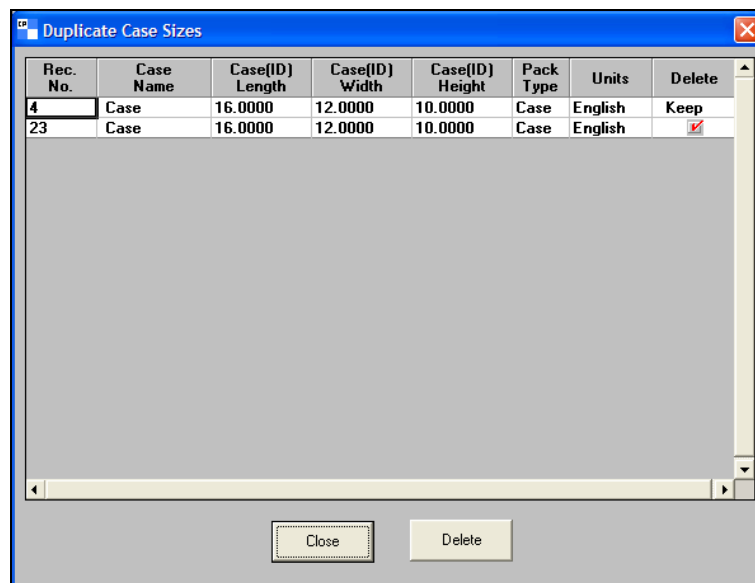 CP Duplicate Case Sizes
Rec. No. Case Name Case(ID) Length Case(ID) Width Case(ID) Height Pack Type Units Delete
4 Case 16.0000 12.0000 10.0000 Case English Keep
23 Case 16.0000 12.0000 10.0000 Case English
Close Delete